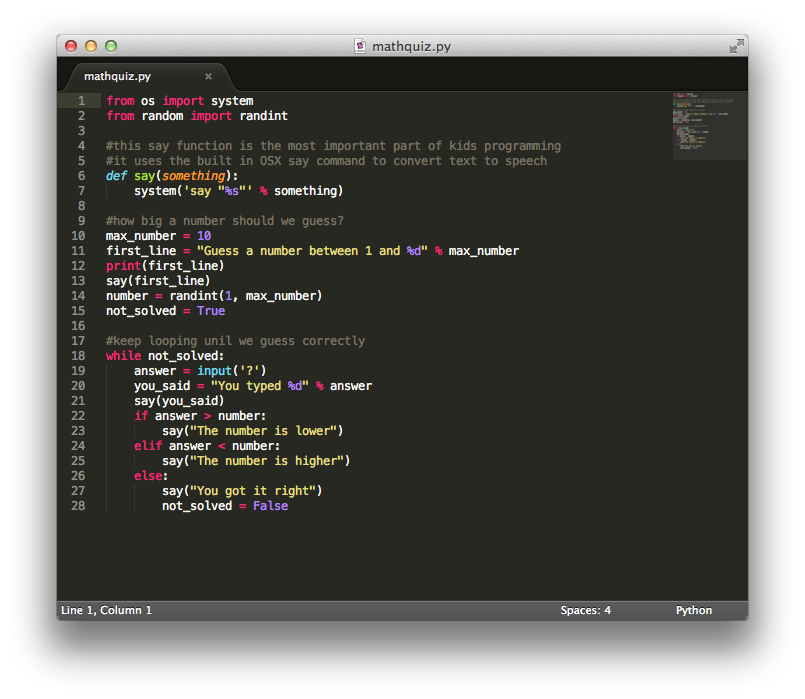 mathquiz.py
mathquiz.py ×
1 from os import system
2 from random import randint
3
4 #this say function is the most important part of kids programming
5 #it uses the built in OSX say command to convert text to speech
6 def say(something):
7     system('say "%s"' % something)
8
9 #how big a number should we guess?
10 max_number = 10
11 first_line = "Guess a number between 1 and %d" % max_number
12 print(first_line)
13 say(first_line)
14 number = randint(1, max_number)
15 not_solved = True
16
17 #keep looping unil we guess correctly
18 while not_solved:
19     answer = input('?')
20     you_said = "You typed %d" % answer
21     say(you_said)
22     if answer > number:
23         say("The number is lower")
24     elif answer < number:
25         say("The number is higher")
26     else:
27         say("You got it right")
28         not_solved = False
Line 1, Column 1 Spaces: 4 Python